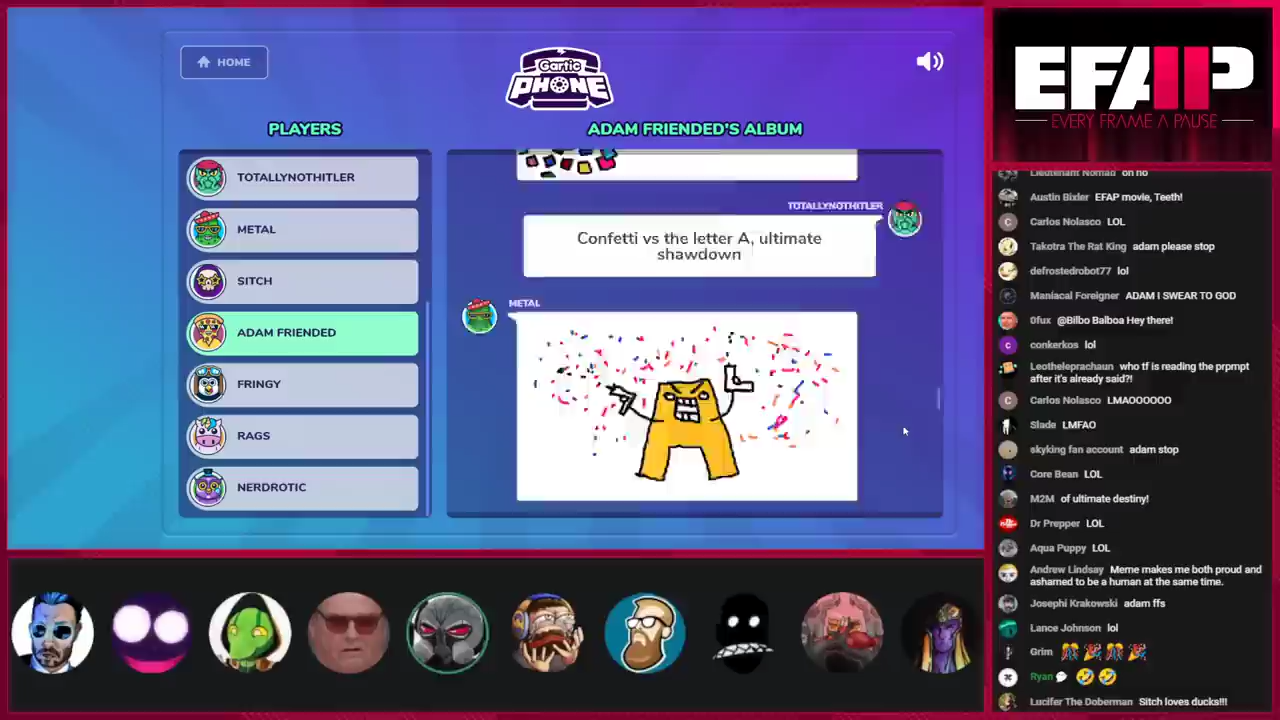 HOME
Gartic
PHONE
PLAYERS
ADAM FRIENDED'S ALBUM
TOTALLYNOTHITLER
METAL
SITCH
ADAM FRIENDED
FRINGY
RAGS
NERDROTIC
TOTALLYNOTHITLER
Confetti vs the letter A, ultimate
shawdown
METAL
EFAP
EVERY FRAME A PAUSE
Lieutenant Nomad oh no
Austin Bixler EFAP movie, Teeth!
Carlos Nolasco LOL
Takotra The Rat King adam please stop
defrostedrobot77 lol
Maniacal Foreigner ADAM I SWEAR TO GOD
0fux @Bilbo Balboa Hey there!
conkerkos lol
Leotheleprachaun who tf is reading the prpmpt
after it's already said?!
Carlos Nolasco LMAOOOOOO
Slade LMFAO
skyking fan account adam stop
Core Bean LOL
M2M of ultimate destiny!
Dr Prepper LOL
Aqua Puppy LOL
Andrew Lindsay Meme makes me both proud and
ashamed to be a human at the same time.
Josephi Krakowski adam ffs
Lance Johnson lol
Grim 🎊 🎉 🎊 🎉
Ryan 🤣 🤣
Lucifer The Doberman Sitch loves ducks!!!